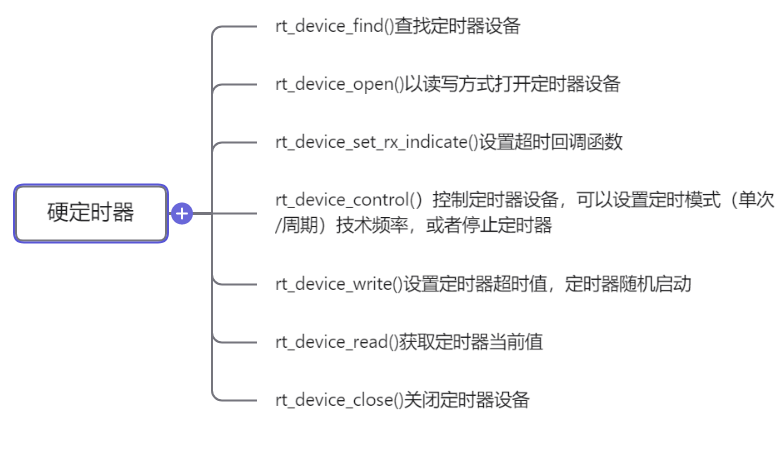 rt_device_find()查找定时器设备
rt_device_open()以读写方式打开定时器设备
rt_device_set_rx_indicate()设置超时回调函数
硬定时器
rt_device_control()控制定时器设备，可以设置定时模式（单次
/周期）技术频率，或者停止定时器
rt_device_write()设置定时器超时值，定时器随机启动
rt_device_read()获取定时器当前值
rt_device_close()关闭定时器设备